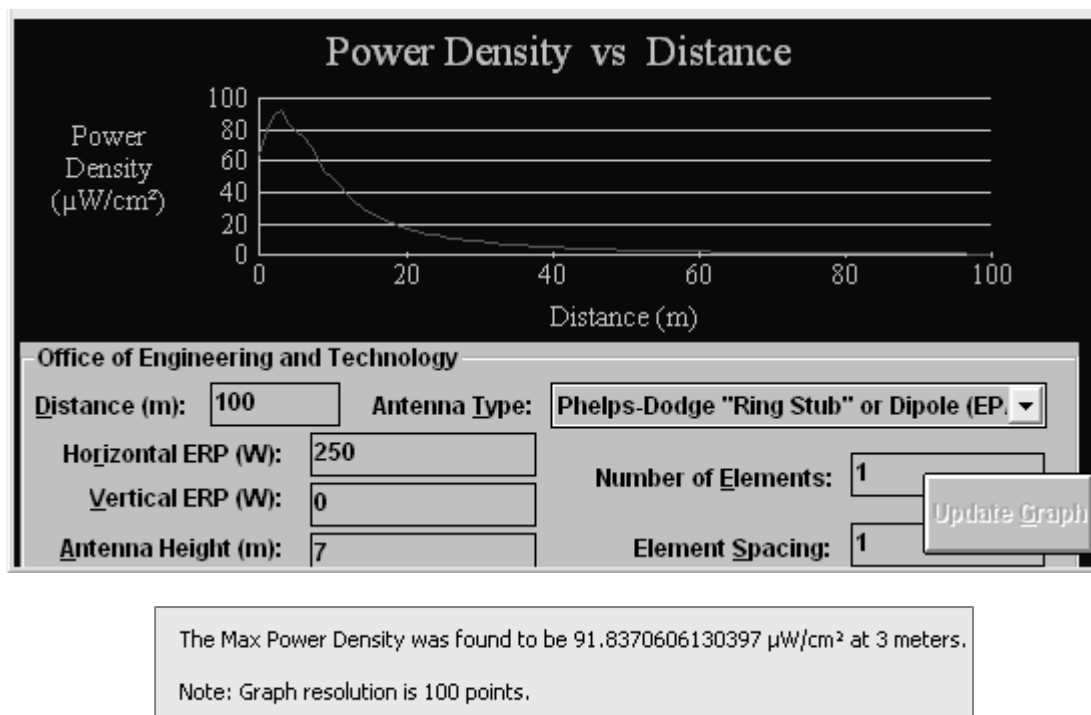 Power Density vs Distance
Power
Density
(µW/cm²)
100
80
60
40
20
0
0 20 40 60 80 100
Distance (m)
Office of Engineering and Technology
Distance (m): 100 Antenna Type: Phelps-Dodge "Ring Stub" or Dipole (EP.
Horizontal ERP (W): 250
Number of Elements: 1
Vertical ERP (W): 0
Update Graph
Antenna Height (m): 7 Element Spacing: 1
The Max Power Density was found to be 91.8370606130397 µW/cm² at 3 meters.
Note: Graph resolution is 100 points.